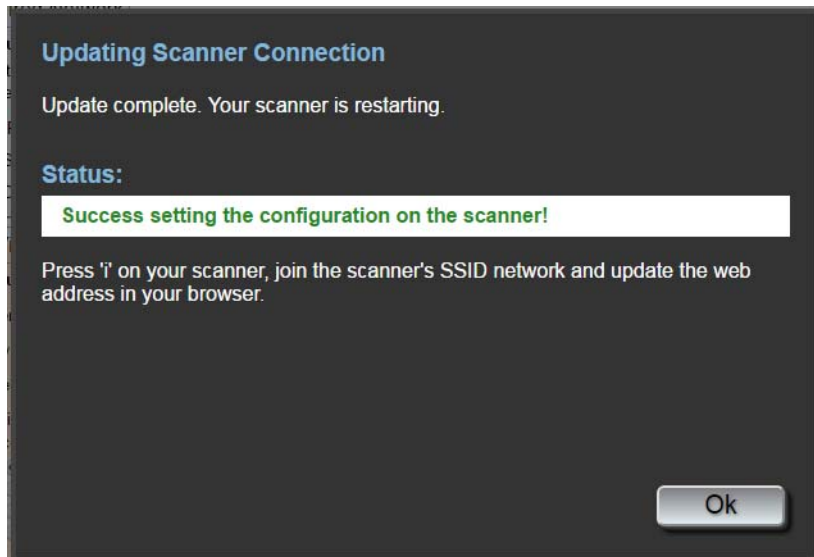 Updating Scanner Connection
Update complete. Your scanner is restarting.
Status:
Success setting the configuration on the scanner!
Press 'i' on your scanner, join the scanner's SSID network and update the web
address in your browser.
Ok